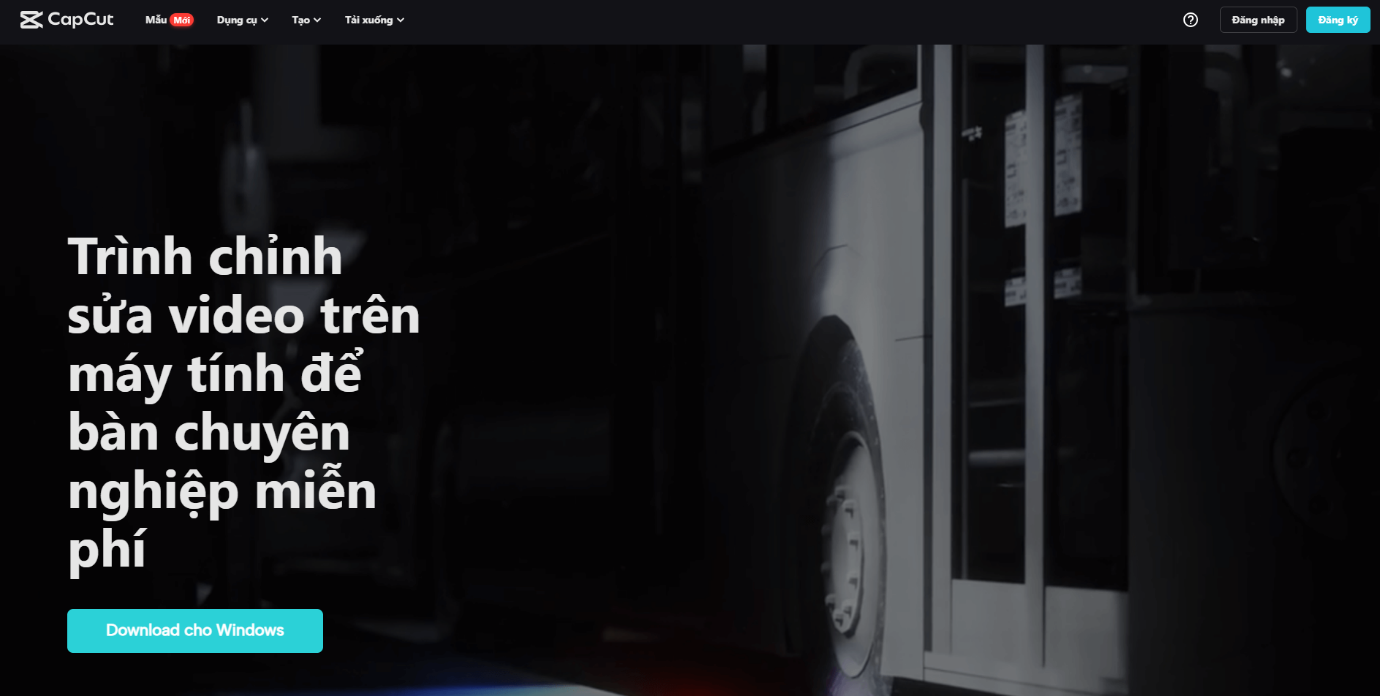 CapCut Mẫu Mới Dụng cụ Tạo Tải xuống Đăng nhập Đăng ký
Trình chỉnh
sửa video trên
máy tính để
bàn chuyên
nghiệp miễn
phí
Download cho Windows